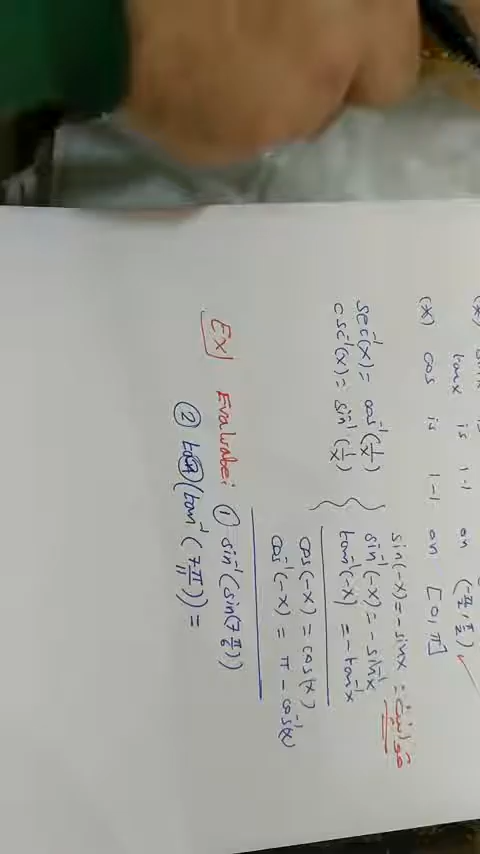 tanx is 1-1 on (-π/2, π/2)
(*) cos is 1-1 on [0, π]
sec⁻¹(x) = cos⁻¹(1/x)
csc⁻¹(x) = sin⁻¹(1/x)
sin(-x) = -sinx
sin⁻¹(-x) = -sin⁻¹x
tan⁻¹(-x) = -tan⁻¹x
cos(-x) = cos(x)
cos⁻¹(-x) = π - cos⁻¹(x)
Ex] Evaluate: ① sin⁻¹(sin(7π/6))
② tan(tan⁻¹(7π/11)) =